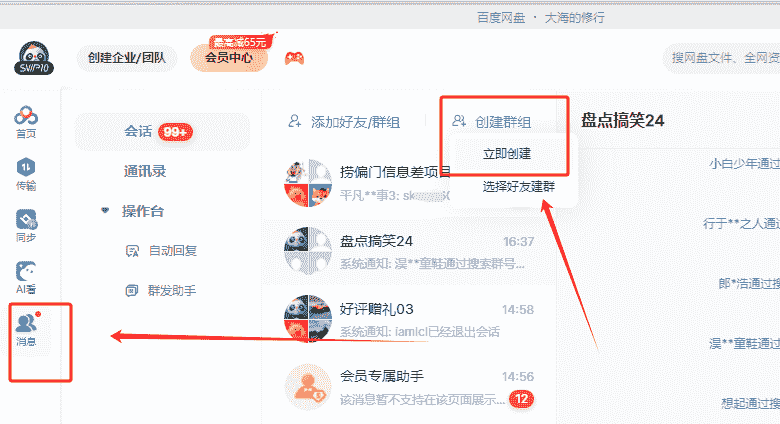 百度网盘 · 大海的修行
最高减65元
SVIP10
创建企业/团队
会员中心
搜网盘文件、全网资
首页
传输
同步
AI看
消息
会话 99+
通讯录
操作台
自动回复
群发助手
添加好友/群组
创建群组
立即创建
选择好友建群
捞偏门信息差项目
平凡**事3: sk
盘点搞笑24
16:37
系统通知: 淏**童鞋通过搜索群号...
好评赠礼03
14:58
系统通知: iamici已经退出会话
会员专属助手
14:56
该消息暂不支持在该页面展示...
12
盘点搞笑24
小白少年通过
行于**之人通过
郎*浩通过搜
淏**童鞋通过
想起通过搜